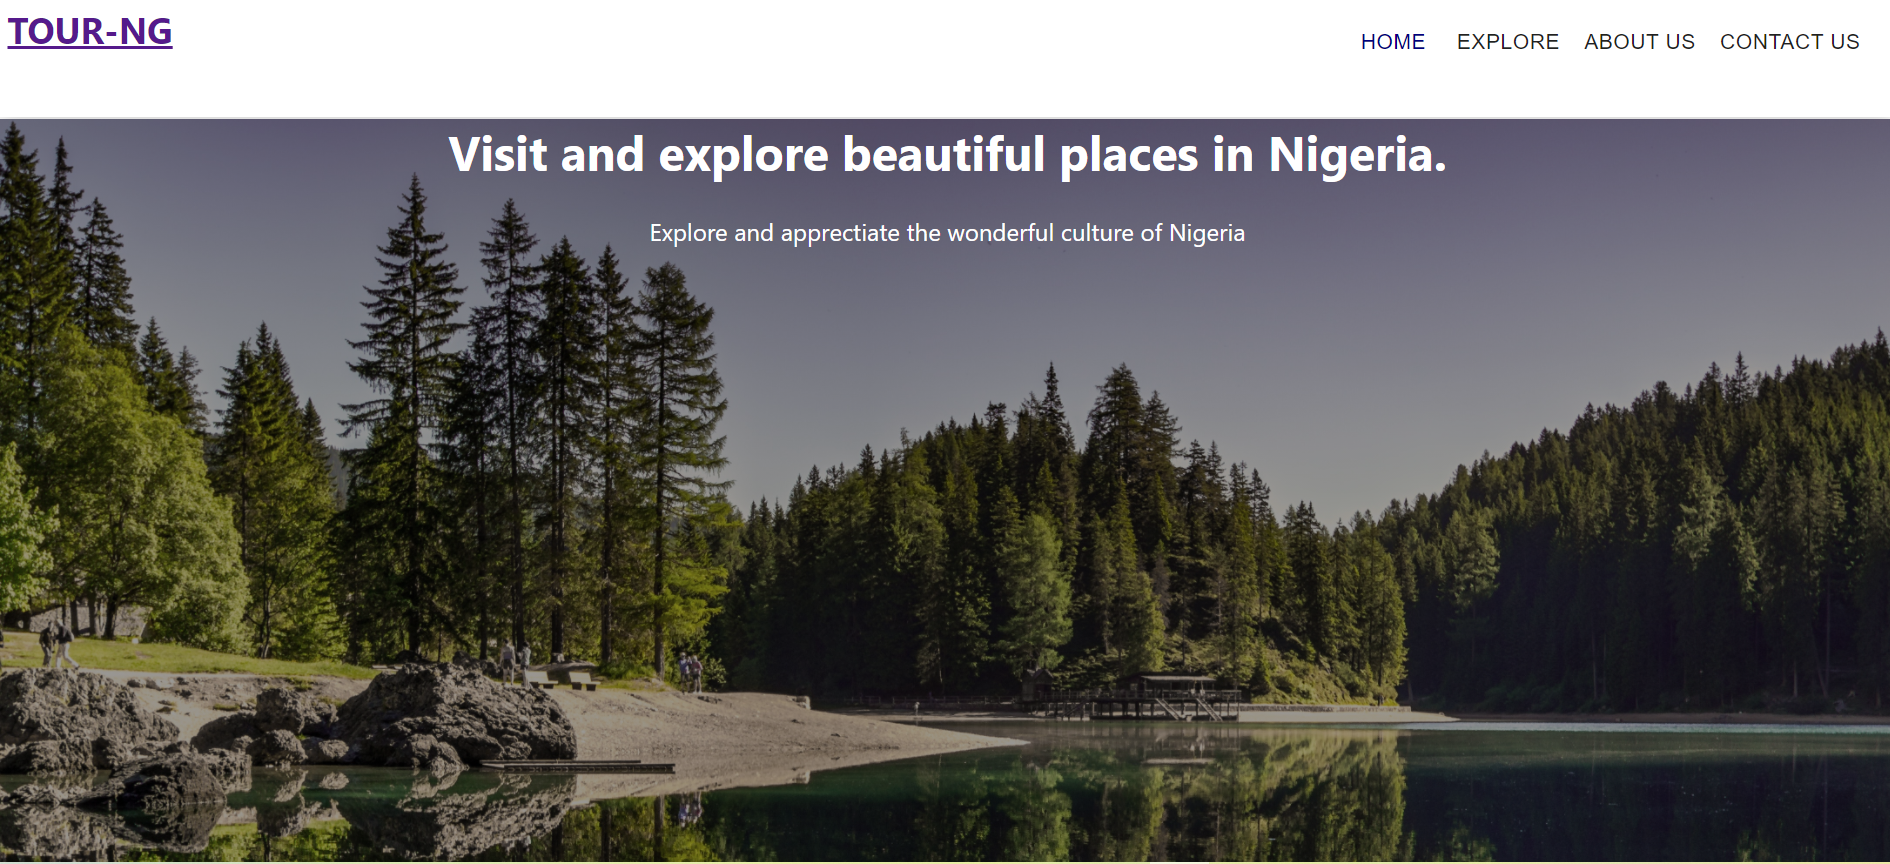 TOUR-NG
HOME EXPLORE ABOUT US CONTACT US
Visit and explore beautiful places in Nigeria.
Explore and apprectiate the wonderful culture of Nigeria